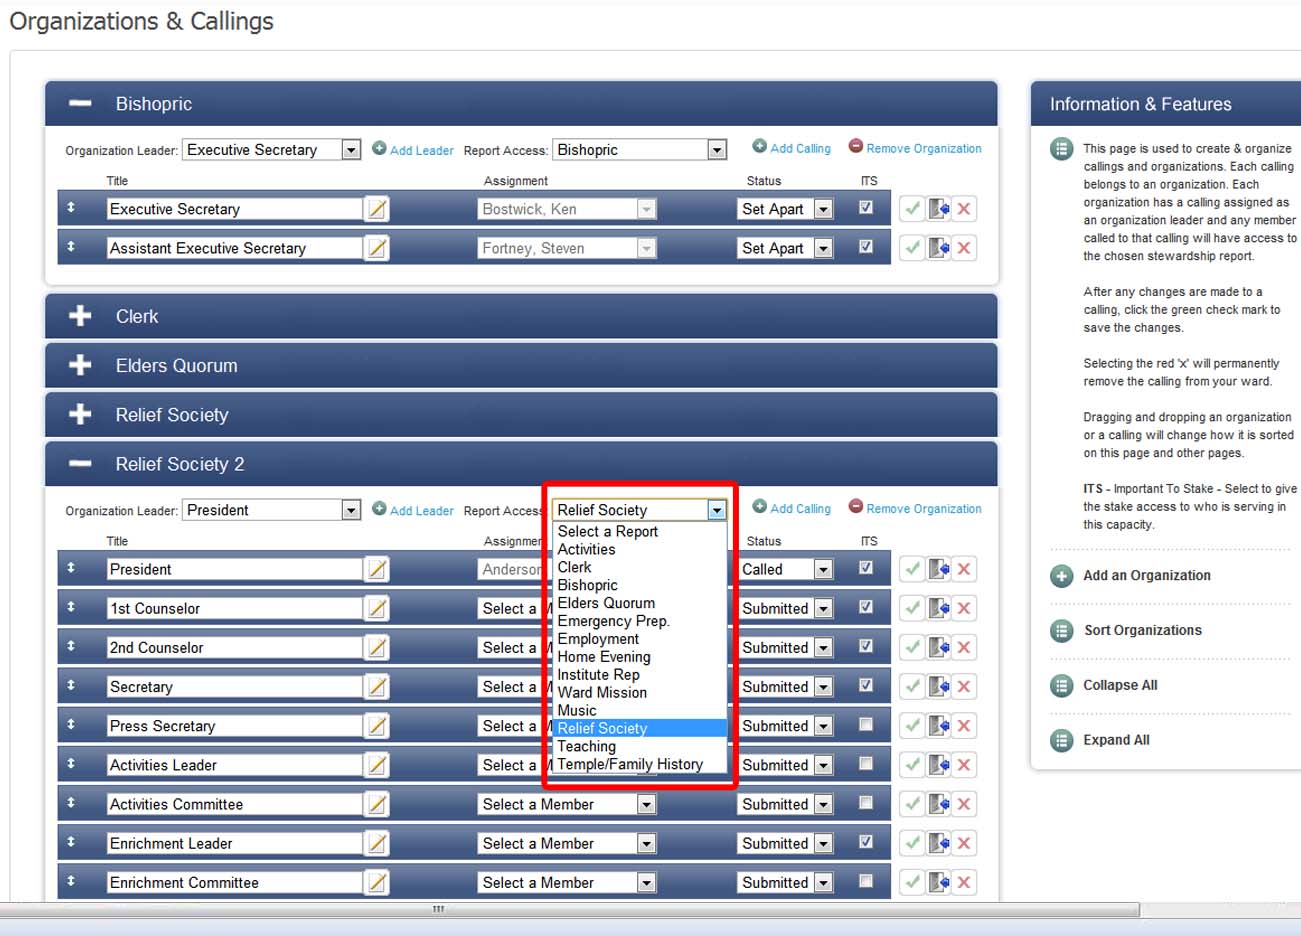 Organizations & Callings
Bishopric
Organization Leader: Executive Secretary Add Leader Report Access: Bishopric Add Calling Remove Organization
Title Assignment Status ITS
Executive Secretary Bostwick, Ken Set Apart
Assistant Executive Secretary Fortney, Steven Set Apart
Clerk
Elders Quorum
Relief Society
Relief Society 2
Organization Leader: President Add Leader Report Access Relief Society Add Calling Remove Organization
Title Assignmen Status ITS
President Anderson Called
1st Counselor Select a M Submitted
2nd Counselor Select a M Submitted
Secretary Select a M Submitted
Press Secretary Select a M Submitted
Activities Leader Select a M Submitted
Activities Committee Select a Member Submitted
Enrichment Leader Select a Member Submitted
Enrichment Committee Select a Member Submitted
Select a Report
Activities
Clerk
Bishopric
Elders Quorum
Emergency Prep.
Employment
Home Evening
Institute Rep
Ward Mission
Music
Relief Society
Teaching
Temple/Family History
Information & Features
This page is used to create & organize
callings and organizations. Each calling
belongs to an organization. Each
organization has a calling assigned as
an organization leader and any member
called to that calling will have access to
the chosen stewardship report.
After any changes are made to a
calling, click the green check mark to
save the changes.
Selecting the red 'x' will permanently
remove the calling from your ward.
Dragging and dropping an organization
or a calling will change how it is sorted
on this page and other pages.
ITS - Important To Stake - Select to give
the stake access to who is serving in
this capacity.
Add an Organization
Sort Organizations
Collapse All
Expand All